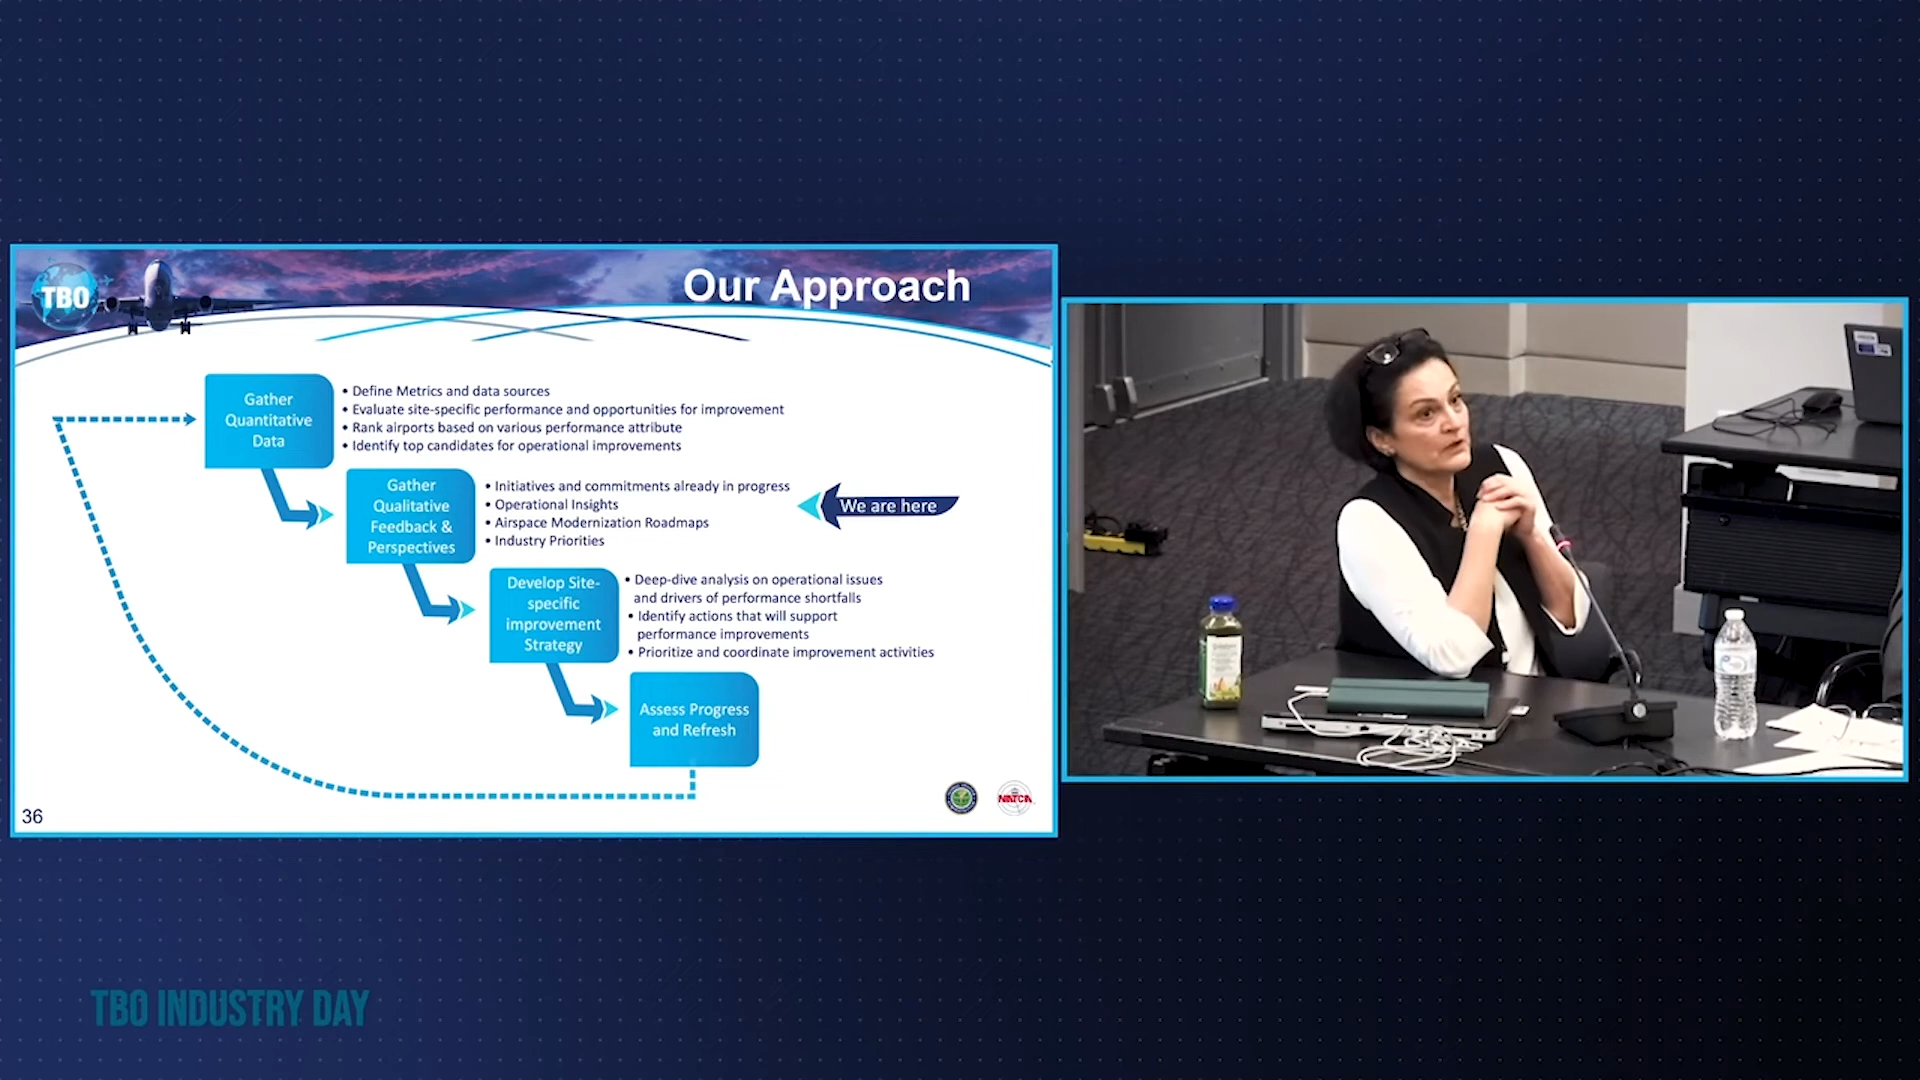 TBO
Our Approach
Gather
Quantitative
Data
• Define Metrics and data sources
• Evaluate site-specific performance and opportunities for improvement
• Rank airports based on various performance attribute
• Identify top candidates for operational improvements
Gather
Qualitative
Feedback &
Perspectives
• Initiatives and commitments already in progress
• Operational Insights
• Airspace Modernization Roadmaps
• Industry Priorities
We are here
Develop Site-
specific
improvement
Strategy
• Deep-dive analysis on operational issues
and drivers of performance shortfalls
• Identify actions that will support
performance improvements
• Prioritize and coordinate improvement activities
Assess Progress
and Refresh
36
NATCA
TBO INDUSTRY DAY